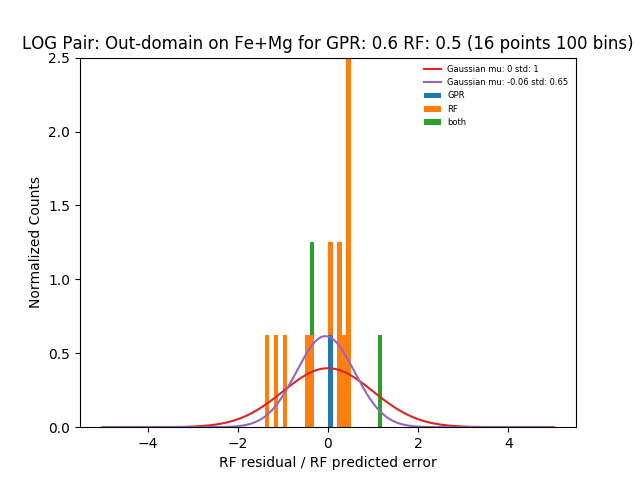 LOG Pair: Out-domain on Fe+Mg for GPR: 0.6 RF: 0.5 (16 points 100 bins)
Gaussian mu: 0 std: 1
Gaussian mu: -0.06 std: 0.65
GPR
RF
both
Normalized Counts
2.5
2.0
1.5
1.0
0.5
0.0
−4 −2 0 2 4
RF residual / RF predicted error